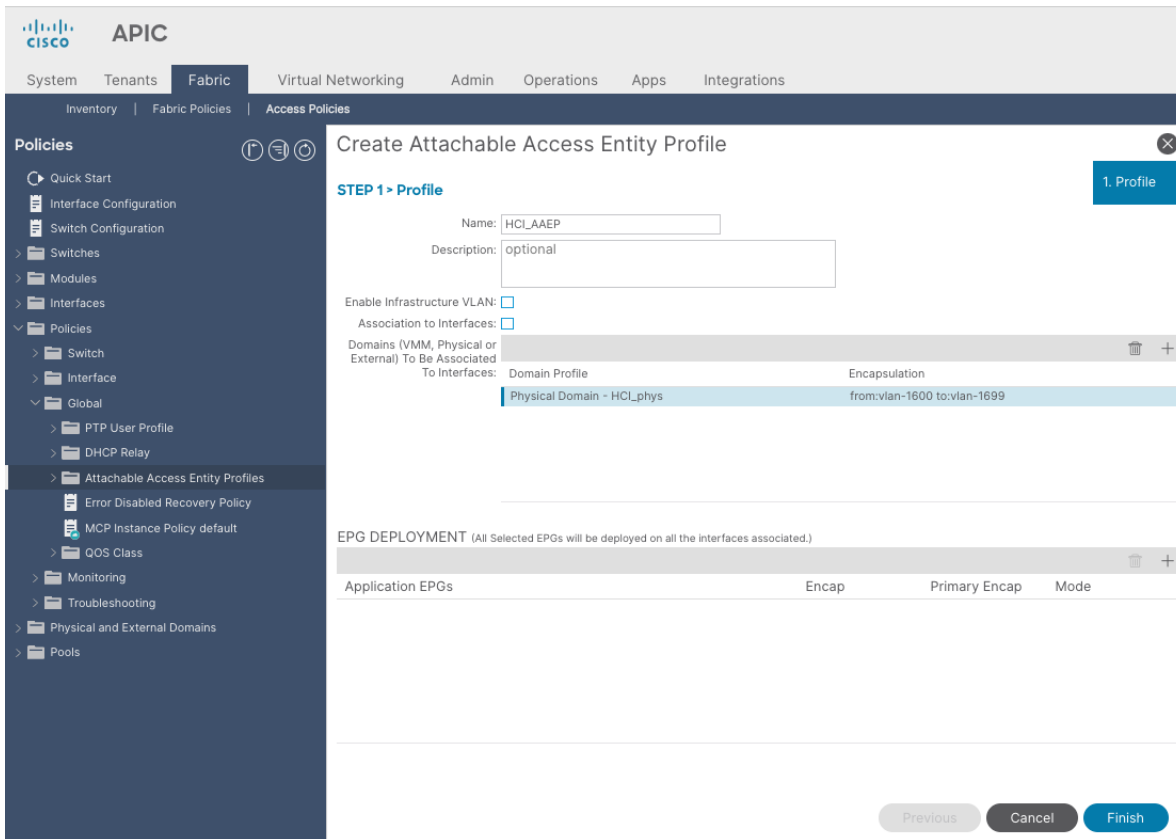 CISCO
APIC
System Tenants Fabric Virtual Networking Admin Operations Apps Integrations
Inventory | Fabric Policies | Access Policies
Policies
Quick Start
Interface Configuration
Switch Configuration
Switches
Modules
Interfaces
Policies
Switch
Interface
Global
PTP User Profile
DHCP Relay
Attachable Access Entity Profiles
Error Disabled Recovery Policy
MCP Instance Policy default
QOS Class
Monitoring
Troubleshooting
Physical and External Domains
Pools
Create Attachable Access Entity Profile
STEP 1 > Profile
1. Profile
Name: HCI_AAEP
Description: optional
Enable Infrastructure VLAN:
Association to Interfaces:
Domains (VMM, Physical or
External) To Be Associated
To Interfaces:
Domain Profile Encapsulation
Physical Domain - HCI_phys from:vlan-1600 to:vlan-1699
EPG DEPLOYMENT (All Selected EPGs will be deployed on all the interfaces associated.)
Application EPGs Encap Primary Encap Mode
Previous Cancel Finish